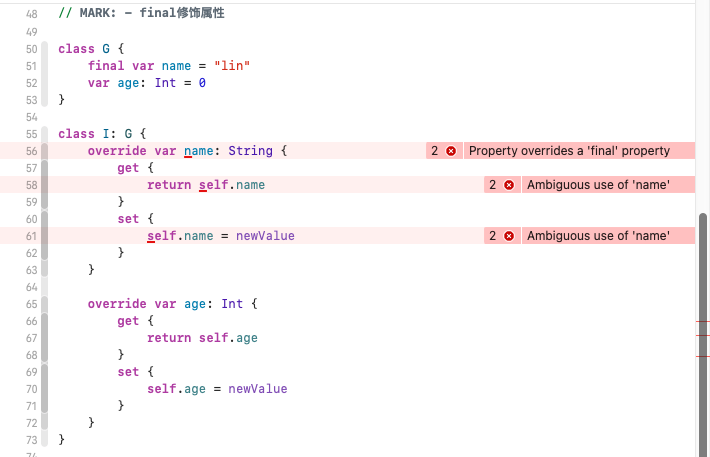 48 // MARK: - final修饰属性
49
50 class G {
51     final var name = "lin"
52     var age: Int = 0
53 }
54
55 class I: G {
56     override var name: String { 2 Property overrides a 'final' property
57         get {
58             return self.name 2 Ambiguous use of 'name'
59         }
60         set {
61             self.name = newValue 2 Ambiguous use of 'name'
62         }
63     }
64
65     override var age: Int {
66         get {
67             return self.age
68         }
69         set {
70             self.age = newValue
71         }
72     }
73 }
74